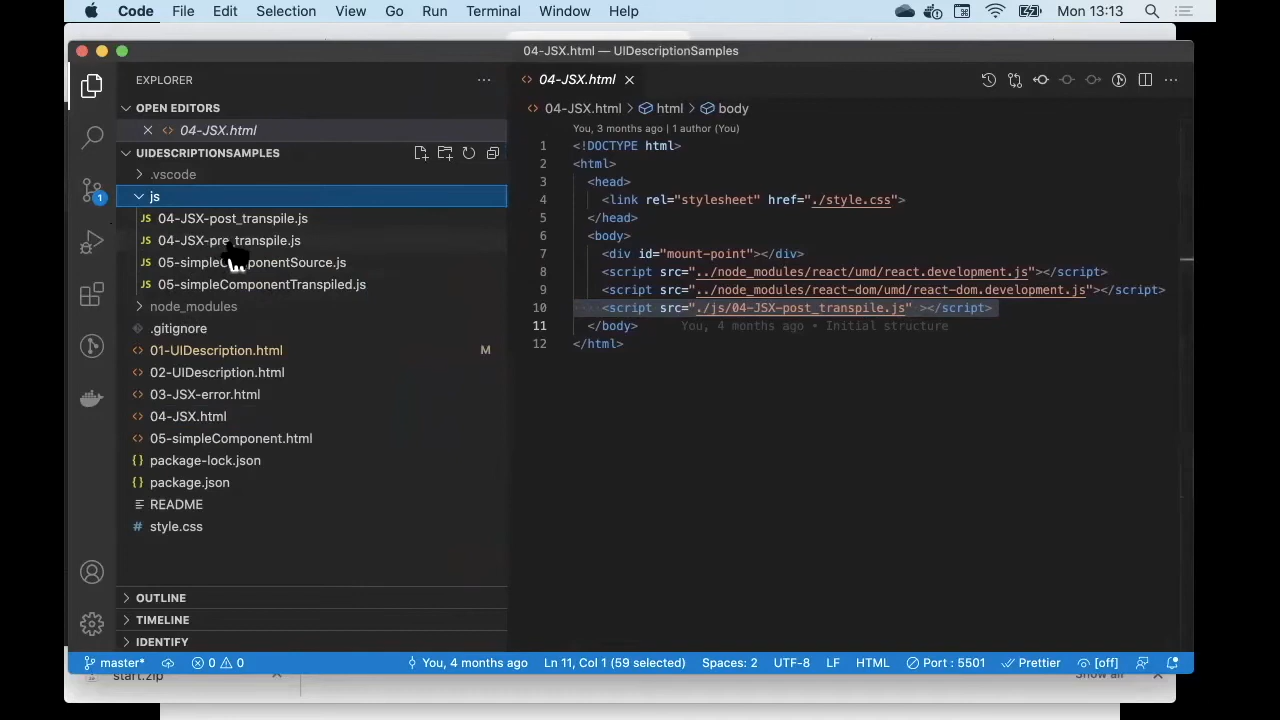 Code File Edit Selection View Go Run Terminal Window Help Mon 13:13
04-JSX.html — UIDescriptionSamples
EXPLORER
OPEN EDITORS
04-JSX.html
UIDESCRIPTIONSAMPLES
.vscode
js
JS 04-JSX-post_transpile.js
JS 04-JSX-pre_transpile.js
JS 05-simpleComponentSource.js
JS 05-simpleComponentTranspiled.js
node_modules
.gitignore
01-UIDescription.html M
02-UIDescription.html
03-JSX-error.html
04-JSX.html
05-simpleComponent.html
package-lock.json
package.json
README
style.css
OUTLINE
TIMELINE
IDENTIFY
04-JSX.html
04-JSX.html > html > body
You, 3 months ago | 1 author (You)
1 <!DOCTYPE html>
2 <html>
3 <head>
4 <link rel="stylesheet" href="./style.css">
5 </head>
6 <body>
7 <div id="mount-point"></div>
8 <script src="../node_modules/react/umd/react.development.js"></script>
9 <script src="../node_modules/react-dom/umd/react-dom.development.js"></script>
10 <script src="./js/04-JSX-post_transpile.js" ></script>
11 </body> You, 4 months ago • Initial structure
12 </html>
master* 0 0 You, 4 months ago Ln 11, Col 1 (59 selected) Spaces: 2 UTF-8 LF HTML Port : 5501 Prettier [off]
start.zip Show all